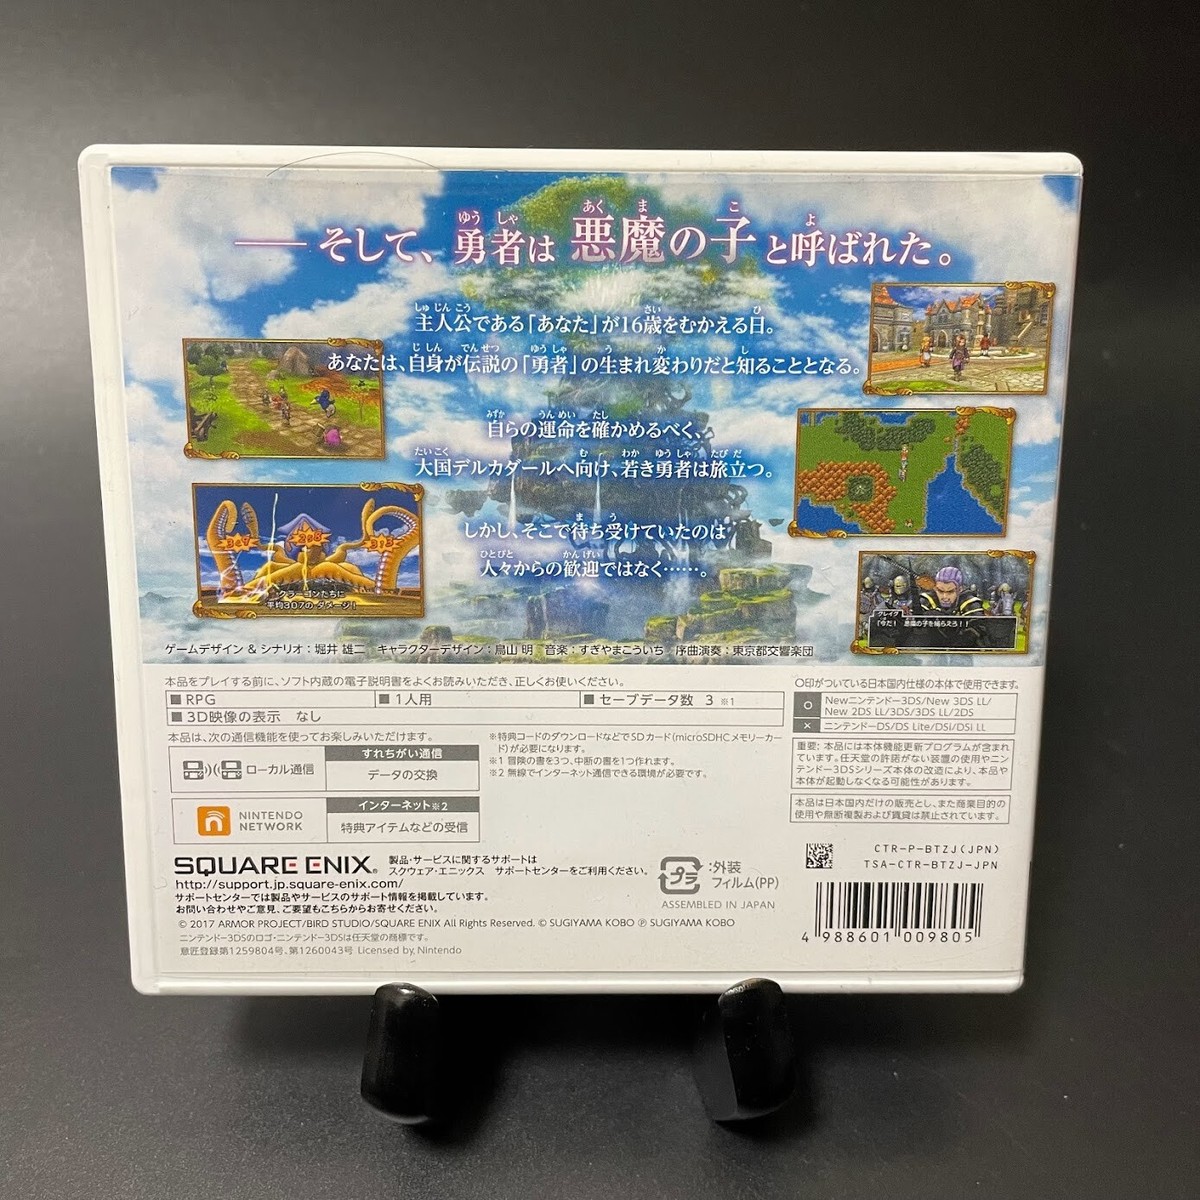 ──そして、勇者は 悪魔の子 と呼ばれた。
主人公である「あなた」が16歳をむかえる日。
あなたは、自身が伝説の「勇者」の生まれ変わりだと知ることとなる。
自らの運命を確かめるべく、
大国デルカダールへ向け、若き勇者は旅立つ。
しかし、そこで待ち受けていたのは
人々からの歓迎ではなく……。
347 298 313
クラーゴンたちに
平均307の ダメージ!
グレイグ
「今だ! 悪魔の子を捕らえろ!!
ゲームデザイン & シナリオ:堀井 雄二 キャラクターデザイン:鳥山 明 音楽:すぎやまこういち 序曲演奏:東京都交響楽団
本品をプレイする前に、ソフト内蔵の電子説明書をよくお読みいただき、正しくお使いください。
■ RPG ■ 1人用 ■ セーブデータ数 3 ※1
■ 3D映像の表示 なし
本品は、次の通信機能を使ってお楽しみいただけます。
ローカル通信
すれちがい通信
データの交換
NINTENDO
NETWORK
インターネット※2
特典アイテムなどの受信
※特典コードのダウンロードなどでSDカード(microSDHCメモリーカー
ド)が必要になります。
※1 冒険の書を3つ、中断の書を1つ作れます。
※2 無線でインターネット通信できる環境が必要です。
○印がついている日本国内仕様の本体で使用できます。
○ Newニンテンドー3DS/New 3DS LL/
New 2DS LL/3DS/3DS LL/2DS
× ニンテンドーDS/DS Lite/DSi/DSi LL
重要: 本品には本体機能更新プログラムが含まれ
ています。任天堂の許諾がない装置の使用やニン
テンドー3DSシリーズ本体の改造により、本品や
本体が起動しなくなる可能性があります。
本品は日本国内だけの販売とし、また商業目的の
使用や無断複製および賃貸は禁止されています。
SQUARE ENIX®
製品・サービスに関するサポートは
スクウェア・エニックス サポートセンターをご利用ください。
http://support.jp.square-enix.com/
サポートセンターでは製品やサービスのサポート情報を掲載しています。
お問い合わせやご意見、ご要望もこちらからお寄せください。
プラ
:外装
フィルム(PP)
ASSEMBLED IN JAPAN
CTR-P-BTZJ(JPN)
TSA-CTR-BTZJ-JPN
4 988601 009805
© 2017 ARMOR PROJECT/BIRD STUDIO/SQUARE ENIX All Rights Reserved. © SUGIYAMA KOBO ℗ SUGIYAMA KOBO
ニンテンドー3DSのロゴ・ニンテンドー3DSは任天堂の商標です。
意匠登録第1259804号、第1260043号 Licensed by Nintendo